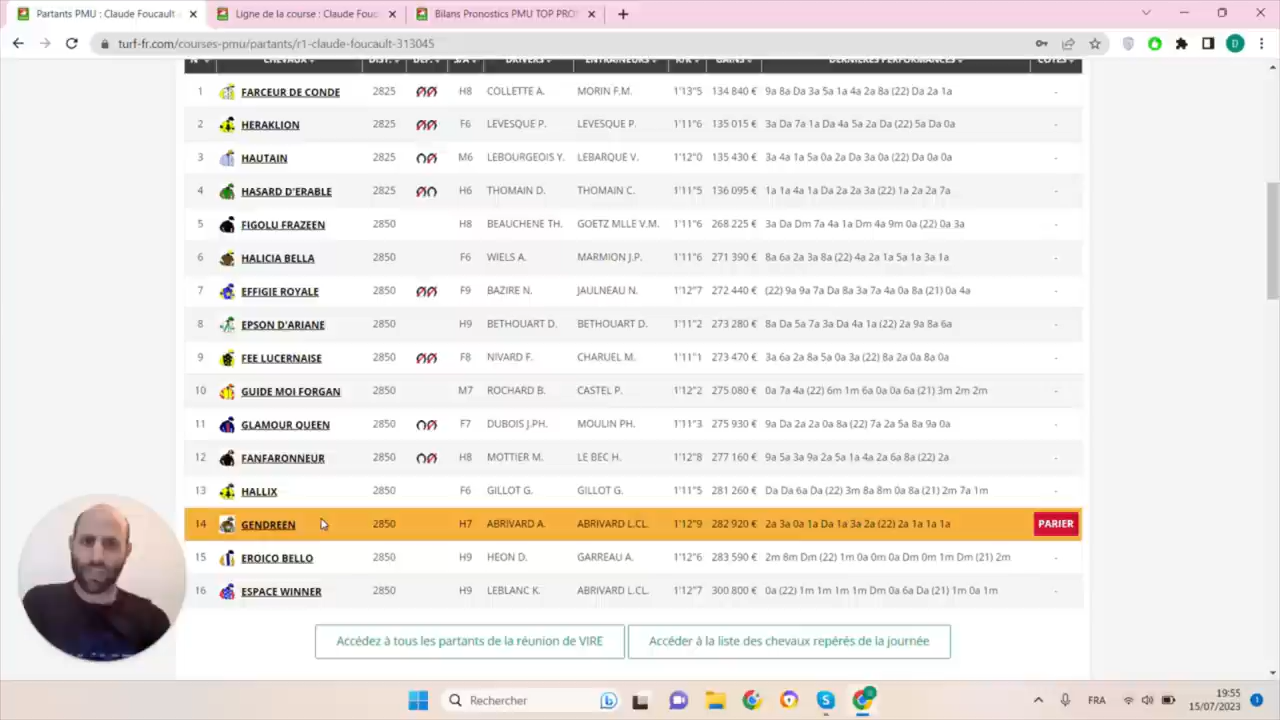 Partants PMU : Claude Foucault
Ligne de la course : Claude Fouc
Bilans Pronostics PMU TOP PRO
turf-fr.com/courses-pmu/partants/r1-claude-foucault-313045
D
N° CHEVAUX DIST. DÉF. S/A DRIVERS ENTRAÎNEURS R/K GAINS DERNIÈRES PERFORMANCES COTES
1 FARCEUR DE CONDE 2825 H8 COLLETTE A. MORIN F.M. 1'13"5 134 840 € 9a 8a Da 3a 5a 1a 4a 2a 8a (22) Da 2a 1a -
2 HERAKLION 2825 F6 LEVESQUE P. LEVESQUE P. 1'11"6 135 015 € 3a Da 7a 1a Da 4a 5a 2a Da (22) 5a Da 0a -
3 HAUTAIN 2825 M6 LEBOURGEOIS Y. LEBARQUE V. 1'12"0 135 430 € 3a 4a 1a 5a 0a 2a Da 3a 0a (22) Da 0a 0a -
4 HASARD D'ERABLE 2825 H6 THOMAIN D. THOMAIN C. 1'11"5 136 095 € 1a 1a 4a 1a Da 2a 2a 3a (22) 1a 2a 2a 7a -
5 FIGOLU FRAZEEN 2850 H8 BEAUCHENE TH. GOETZ MLLE V.M. 1'11"5 268 225 € 3a Da Dm 7a 4a 1a Dm 4a 9m 0a (22) 0a 3a -
6 HALICIA BELLA 2850 F6 WIELS A. MARMION J.P. 1'11"6 271 390 € 8a 6a 2a 3a 8a (22) 4a 2a 1a 5a 1a 3a 1a -
7 EFFIGIE ROYALE 2850 F9 BAZIRE N. JAULNEAU N. 1'12"7 272 440 € (22) 9a 9a 7a Da 8a 3a 7a 4a 0a 8a (21) 0a 4a -
8 EPSON D'ARIANE 2850 H9 BETHOUART D. BETHOUART D. 1'11"2 273 280 € 8a Da 5a 7a 3a Da 4a 1a (22) 2a 9a 8a 6a -
9 FEE LUCERNAISE 2850 F8 NIVARD F. CHARUEL M. 1'11"1 273 470 € 3a 6a 2a 8a 5a 0a 3a (22) 8a 2a 0a 8a 0a -
10 GUIDE MOI FORGAN 2850 M7 ROCHARD B. CASTEL P. 1'12"2 275 080 € 0a 7a 4a (22) 6m 1m 6a 0a 0a 6a (21) 3m 2m 2m -
11 GLAMOUR QUEEN 2850 F7 DUBOIS J.PH. MOULIN PH. 1'11"3 275 930 € 9a Da 2a 2a 0a 8a (22) 7a 2a 5a 8a 9a 0a -
12 FANFARONNEUR 2850 H8 MOTTIER M. LE BEC H. 1'12"8 277 160 € 9a 5a 3a 9a 2a 5a 1a 4a 2a 6a 8a (22) 2a -
13 HALLIX 2850 F6 GILLOT G. GILLOT G. 1'11"5 281 260 € Da Da 6a Da (22) 3m 8a 8m 0a 8a (21) 2m 7a 1m -
14 GENDREEN 2850 H7 ABRIVARD A. ABRIVARD L.CL. 1'12"9 282 920 € 2a 3a 0a 1a Da 1a 3a 2a (22) 2a 1a 1a 1a PARIER
15 EROICO BELLO 2850 H9 HEON D. GARREAU A. 1'12"6 283 590 € 2m 8m Dm (22) 1m 0a 0m 0a Dm 0m 1m Dm (21) 2m -
16 ESPACE WINNER 2850 H9 LEBLANC K. ABRIVARD L.CL. 1'12"7 300 800 € 0a (22) 1m 1m 1m 1m Dm 0a 6a Da (21) 1m 0a 1m -
Accédez à tous les partants de la réunion de VIRE
Accéder à la liste des chevaux repérés de la journée
Rechercher
FRA
19:55
15/07/2023